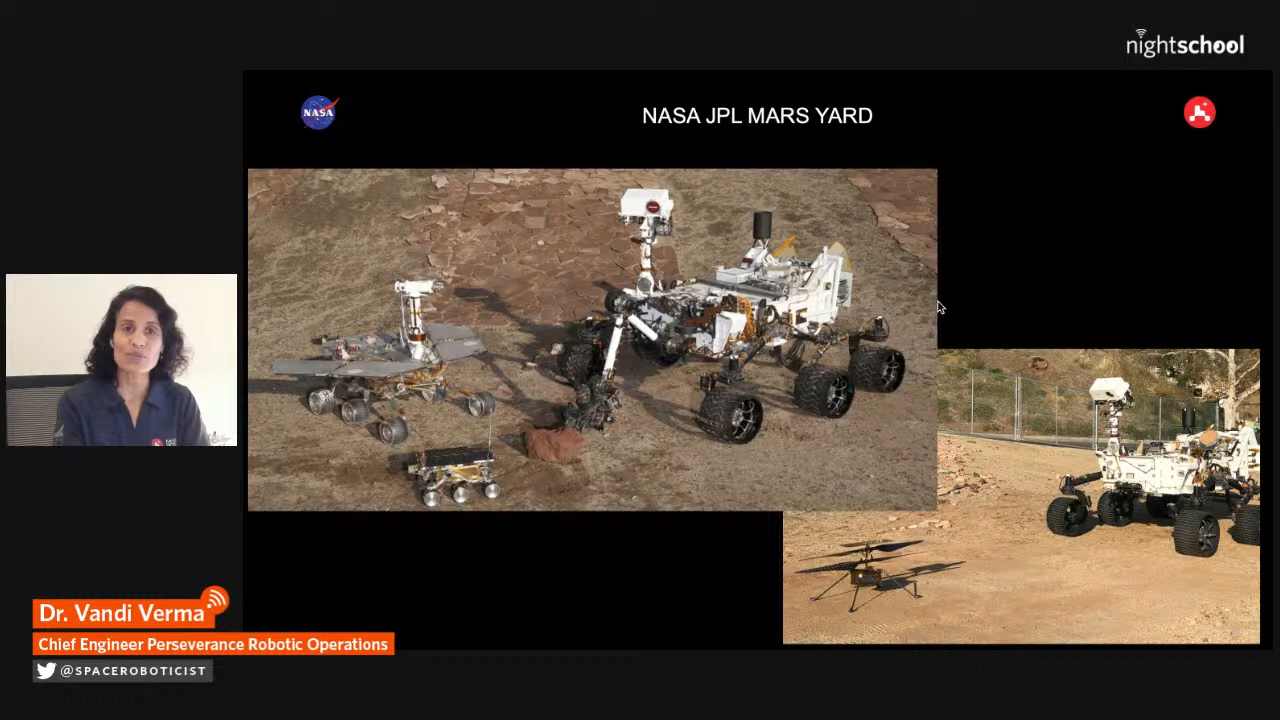 nightschool
NASA
NASA JPL MARS YARD
Dr. Vandi Verma
Chief Engineer Perseverance Robotic Operations
@SPACEROBOTICIST